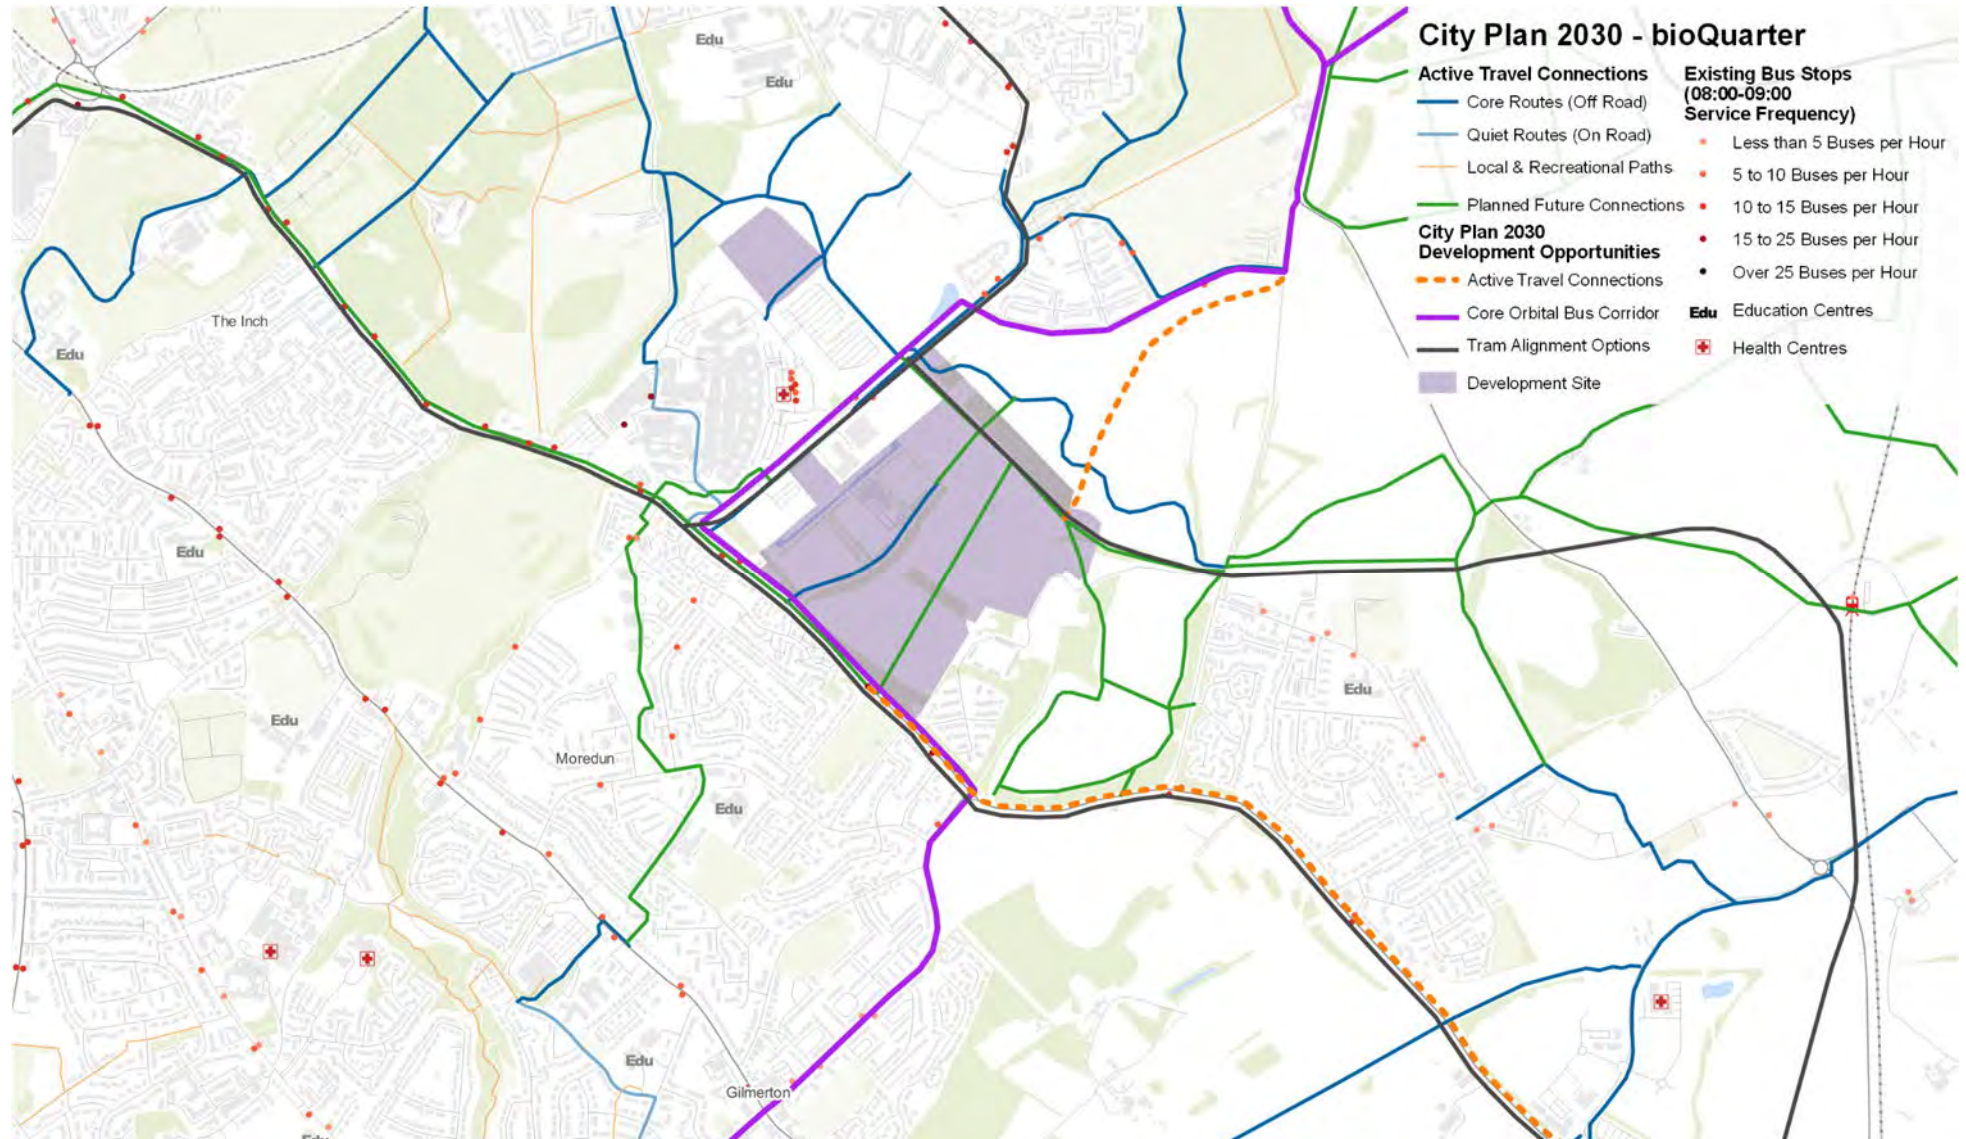 City Plan 2030 - bioQuarter
Active Travel Connections
Core Routes (Off Road)
Quiet Routes (On Road)
Local & Recreational Paths
Planned Future Connections
City Plan 2030
Development Opportunities
Active Travel Connections
Core Orbital Bus Corridor
Tram Alignment Options
Development Site
Existing Bus Stops
(08:00-09:00
Service Frequency)
Less than 5 Buses per Hour
5 to 10 Buses per Hour
10 to 15 Buses per Hour
15 to 25 Buses per Hour
Over 25 Buses per Hour
Edu Education Centres
Health Centres
Edu
Edu
The Inch
Edu
Edu
Edu
Edu
Moredun
Edu
Edu
Gilmerton
Edu